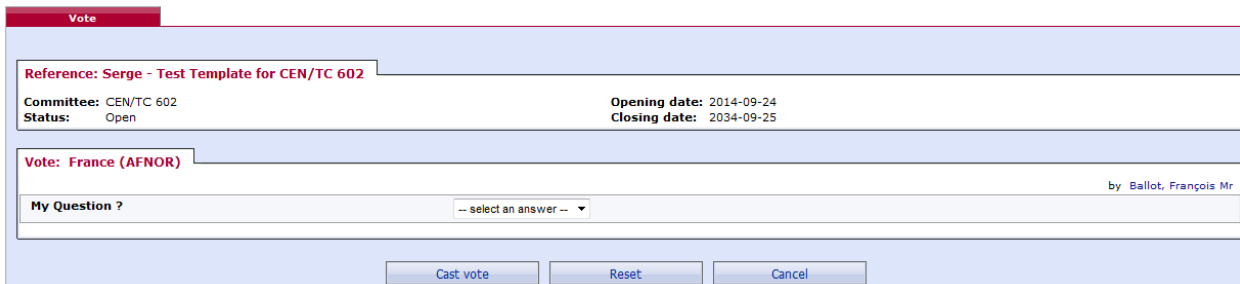 Vote
Reference: Serge - Test Template for CEN/TC 602
Committee: CEN/TC 602 Opening date: 2014-09-24
Status: Open Closing date: 2034-09-25
Vote: France (AFNOR)
by Ballot, François Mr
My Question ? -- select an answer --
Cast vote Reset Cancel